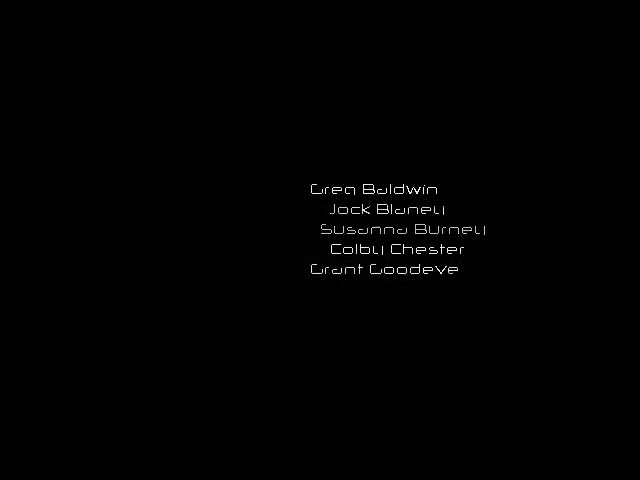 Greg Baldwin
Jock Blaney
Susanna Burney
Colby Chester
Grant Goodeve